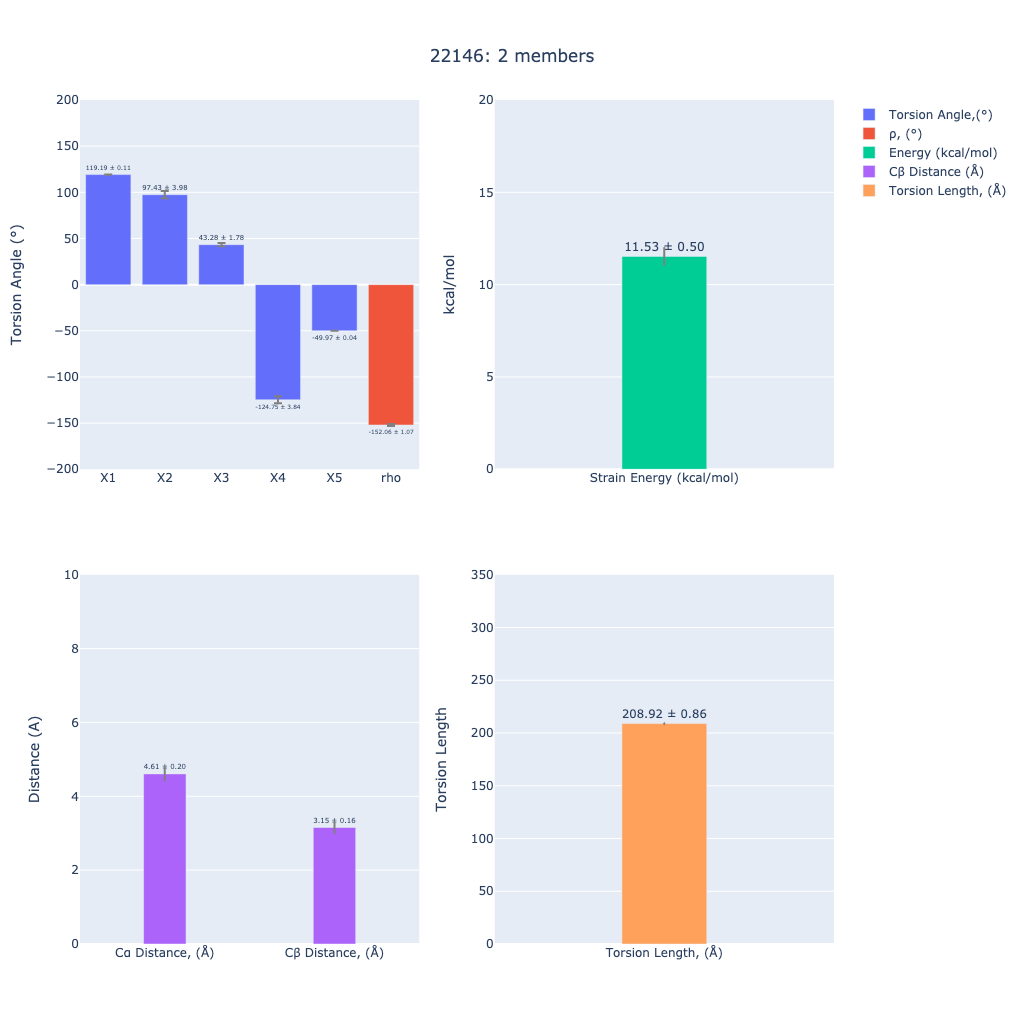 22146: 2 members
200
150
100
50
0
−50
−100
−150
−200
Torsion Angle (°)
119.19 ± 0.11
97.43 ± 3.98
43.28 ± 1.78
-124.75 ± 3.84
-49.97 ± 0.04
-152.06 ± 1.07
X1 X2 X3 X4 X5 rho
20
15
10
5
0
kcal/mol
11.53 ± 0.50
Strain Energy (kcal/mol)
Torsion Angle,(°)
ρ, (°)
Energy (kcal/mol)
Cβ Distance (Å)
Torsion Length, (Å)
10
8
6
4
2
0
Distance (A)
4.61 ± 0.20
3.15 ± 0.16
Cα Distance, (Å) Cβ Distance, (Å)
350
300
250
200
150
100
50
0
Torsion Length
208.92 ± 0.86
Torsion Length, (Å)